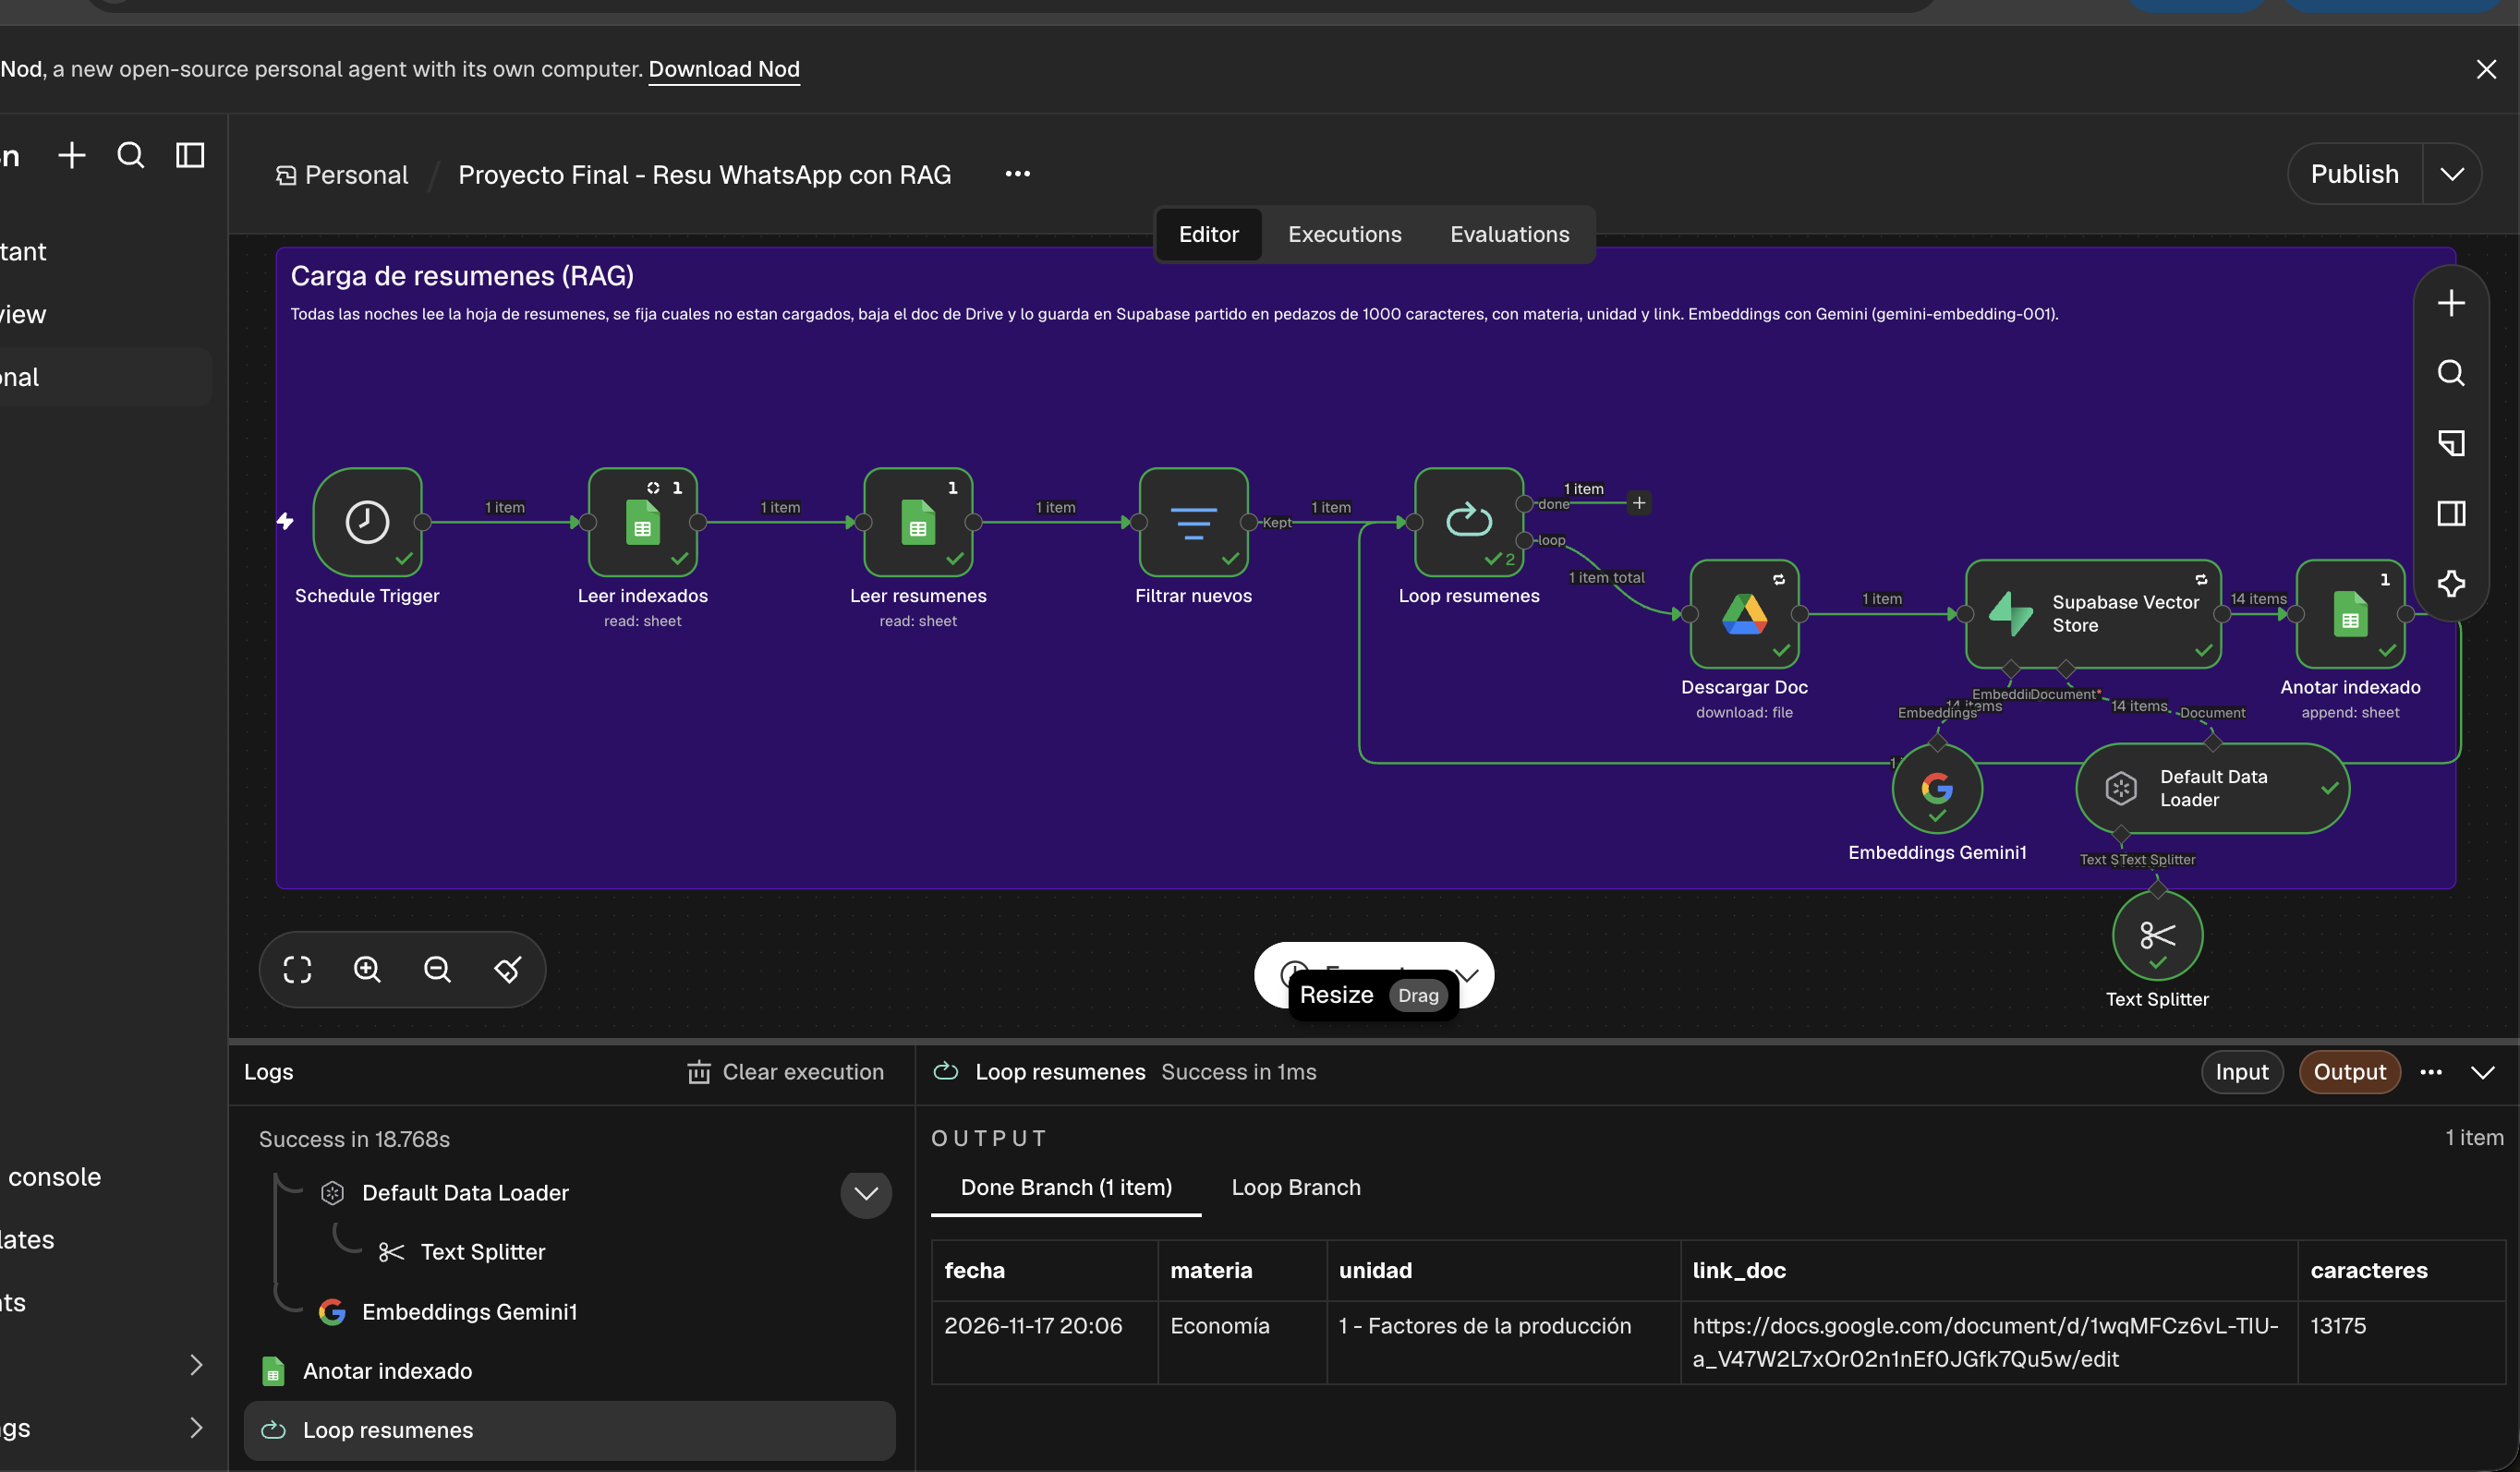 Nod, a new open-source personal agent with its own computer. Download Nod
Personal / Proyecto Final - Resu WhatsApp con RAG
Publish
Editor
Executions
Evaluations
Carga de resumenes (RAG)
Todas las noches lee la hoja de resumenes, se fija cuales no estan cargados, baja el doc de Drive y lo guarda en Supabase partido en pedazos de 1000 caracteres, con materia, unidad y link. Embeddings con Gemini (gemini-embedding-001).
n
tant
view
onal
console
lates
ts
gs
1 item
1
1 item
1
1 item
Kept
1 item
done
1 item
loop
1 item total
2
Schedule Trigger
Leer indexados
read: sheet
Leer resumenes
read: sheet
Filtrar nuevos
Loop resumenes
1 item
Supabase Vector
Store
14 items
1
Descargar Doc
download: file
Anotar indexado
append: sheet
Document*
Embeddings
14 items
14 items
Document
1
Default Data
Loader
Embeddings Gemini1
Text S
Text Splitter
Text Splitter
Resize Drag
Logs
Clear execution
Loop resumenes Success in 1ms
Input
Output
Success in 18.768s
Default Data Loader
Text Splitter
Embeddings Gemini1
Anotar indexado
Loop resumenes
OUTPUT
1 item
Done Branch (1 item)
Loop Branch
fecha materia unidad link_doc caracteres
2026-11-17 20:06 Economía 1 - Factores de la producción https://docs.google.com/document/d/1wqMFCz6vL-TIU- 13175
a_V47W2L7xOr02n1nEf0JGfk7Qu5w/edit